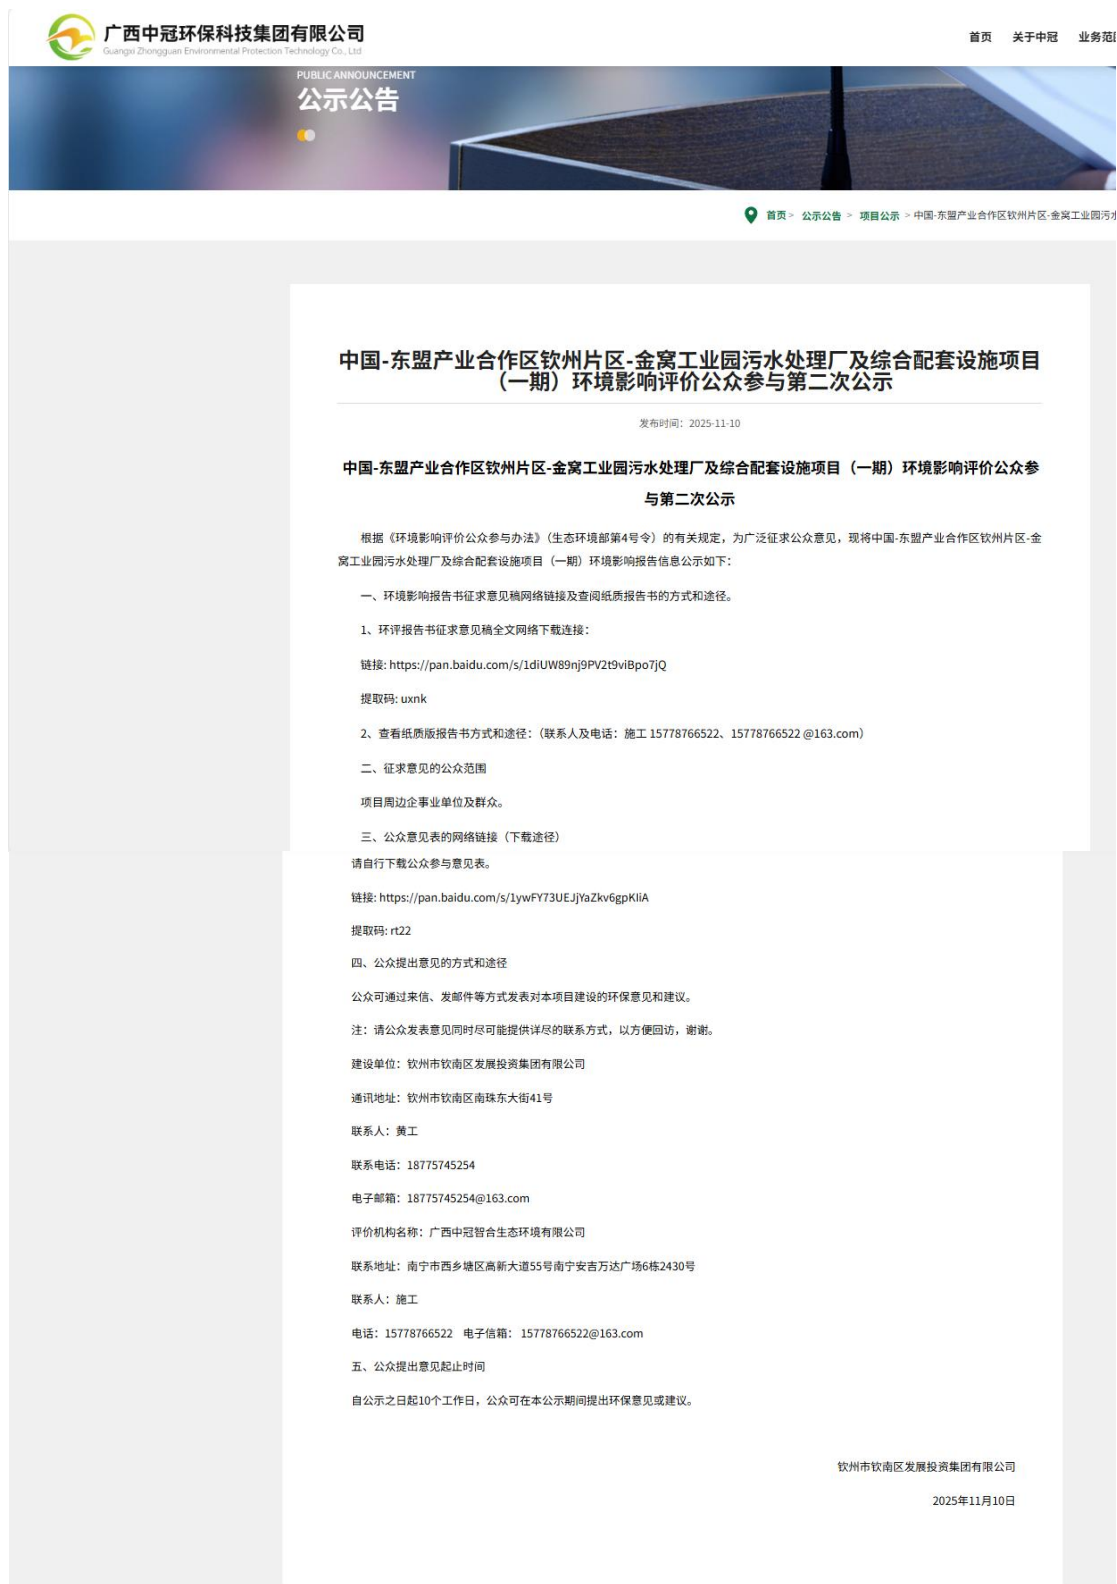 广西中冠环保科技集团有限公司
Guangxi Zhongguan Environmental Protection Technology Co., Ltd
首页 关于中冠 业务范
PUBLIC ANNOUNCEMENT
公示公告
首页 > 公示公告 > 项目公示 > 中国-东盟产业合作区钦州片区-金窝工业园污
中国-东盟产业合作区钦州片区-金窝工业园污水处理厂及综合配套设施项目
（一期）环境影响评价公众参与第二次公示
发布时间：2025-11-10
中国-东盟产业合作区钦州片区-金窝工业园污水处理厂及综合配套设施项目（一期）环境影响评价公众参
与第二次公示
根据《环境影响评价公众参与办法》（生态环境部第4号令）的有关规定，为广泛征求公众意见，现将中国-东盟产业合作区钦州片区-金
窝工业园污水处理厂及综合配套设施项目（一期）环境影响报告信息公示如下：
一、环境影响报告书征求意见稿网络链接及查阅纸质报告书的方式和途径。
1、环评报告书征求意见稿全文网络下载连接：
链接: https://pan.baidu.com/s/1diUW89nj9PV2t9viBpo7jQ
提取码: uxnk
2、查看纸质版报告书方式和途径：（联系人及电话：施工 15778766522、15778766522 @163.com）
二、征求意见的公众范围
项目周边企事业单位及群众。
三、公众意见表的网络链接（下载途径）
请自行下载公众参与意见表。
链接: https://pan.baidu.com/s/1ywFY73UEJjYaZkv6gpKIiA
提取码: rt22
四、公众提出意见的方式和途径
公众可通过来信、发邮件等方式发表对本项目建设的环保意见和建议。
注：请公众发表意见同时尽可能提供详尽的联系方式，以方便回访，谢谢。
建设单位：钦州市钦南区发展投资集团有限公司
通讯地址：钦州市钦南区南珠东大街41号
联系人：黄工
联系电话：18775745254
电子邮箱：18775745254@163.com
评价机构名称：广西中冠智合生态环境有限公司
联系地址：南宁市西乡塘区高新大道55号南宁安吉万达广场6栋2430号
联系人：施工
电话：15778766522 电子信箱： 15778766522@163.com
五、公众提出意见起止时间
自公示之日起10个工作日，公众可在本公示期间提出环保意见或建议。
钦州市钦南区发展投资集团有限公司
2025年11月10日